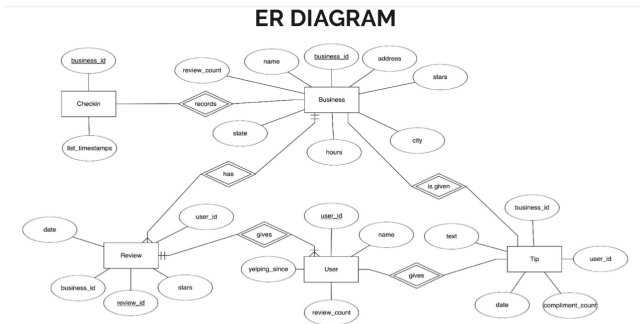 ER DIAGRAM
business_id
name
business_id
address
review_count
stars
Checkin
records
Business
state
city
list_timestamps
hours
has
is given
user_id
business_id
date
gives
user_id
name
text
Review
yelping_since
User
gives
Tip
user_id
business_id
review_id
stars
review_count
date
compliment_count